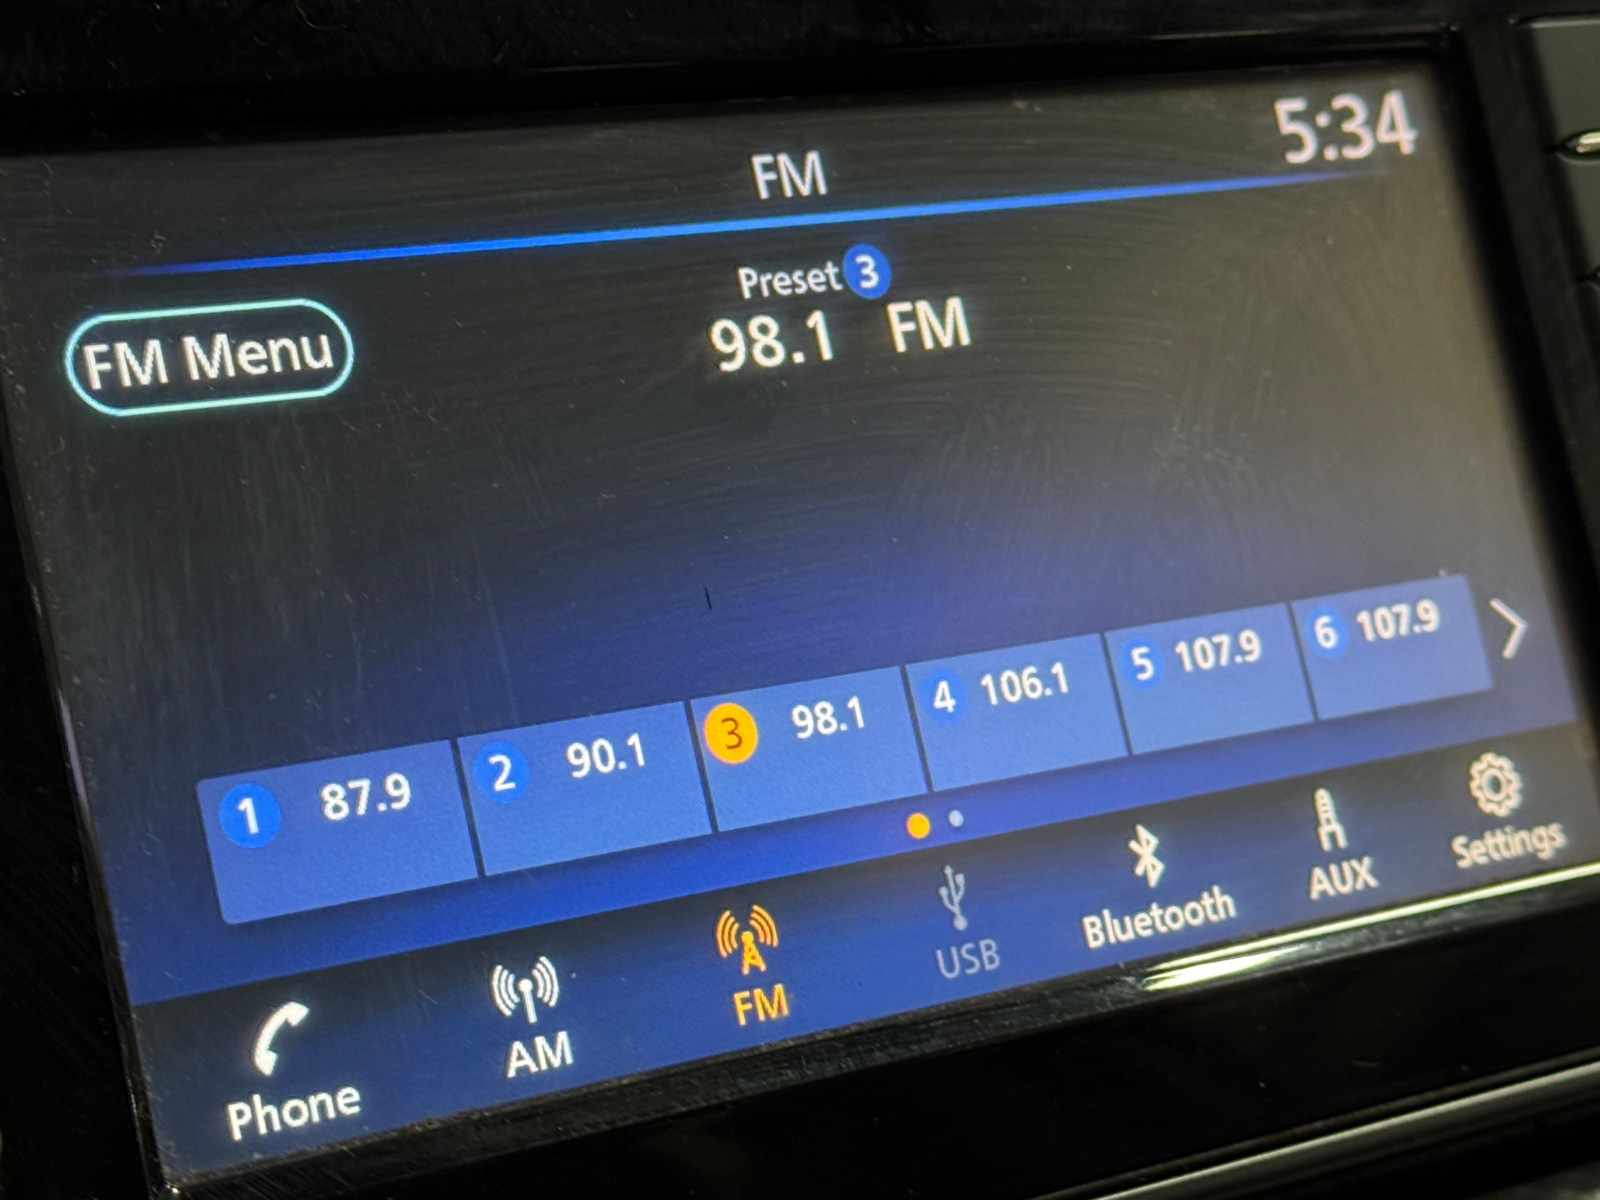 5:34
FM
Preset 3
FM Menu
98.1 FM
1 87.9
2 90.1
3 98.1
4 106.1
5 107.9
6 107.9
Phone
AM
FM
USB
Bluetooth
AUX
Settings